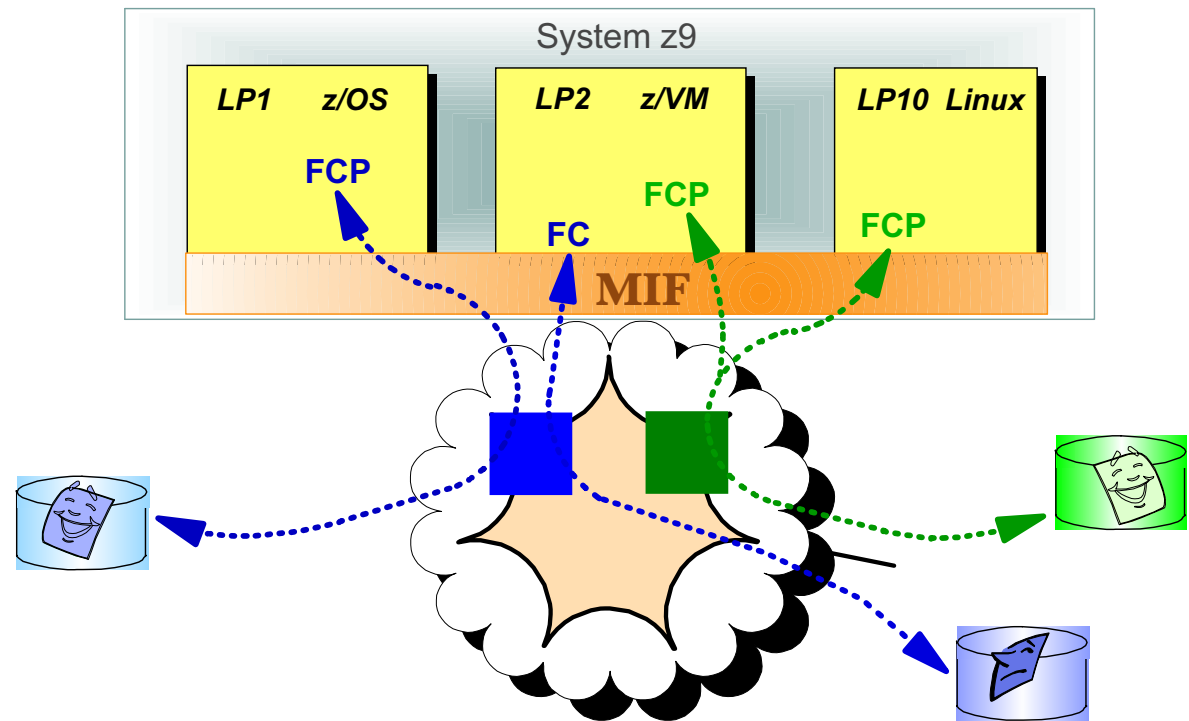 System z9
LP1 z/OS
LP2 z/VM
LP10 Linux
FCP
FC
FCP
FCP
MIF